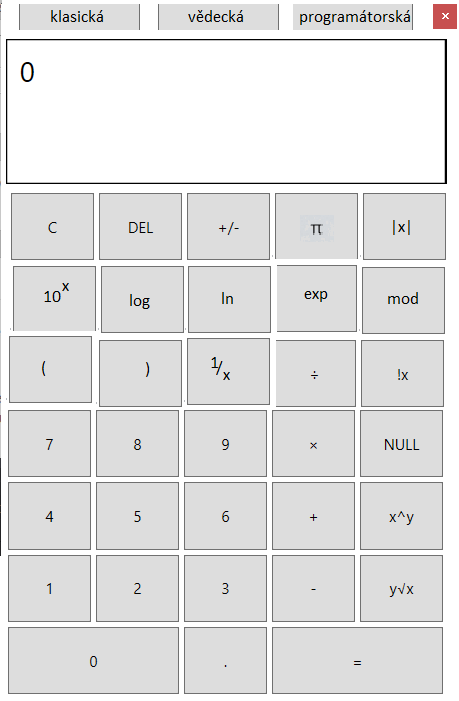 klasická vědecká programátorská ×
0
C DEL +/- π |x|
10^x log ln exp mod
( ) 1/x ÷ !x
7 8 9 × NULL
4 5 6 + x^y
1 2 3 - y√x
0 . =